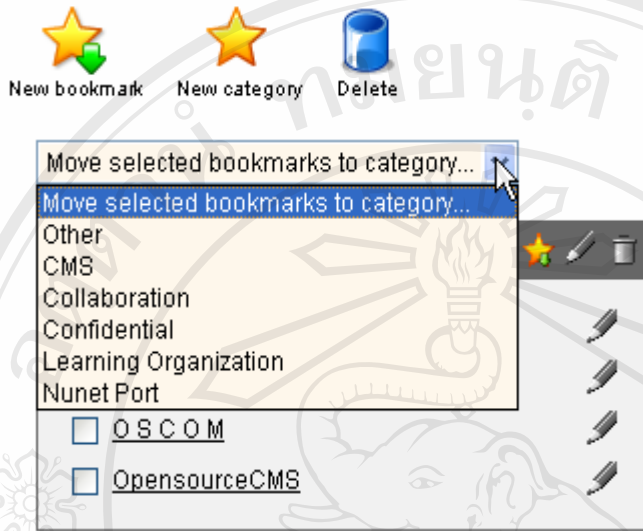 New bookmark New category Delete
Move selected bookmarks to category...
Move selected bookmarks to category...
Other
CMS
Collaboration
Confidential
Learning Organization
Nunet Port
O S C O M
OpensourceCMS